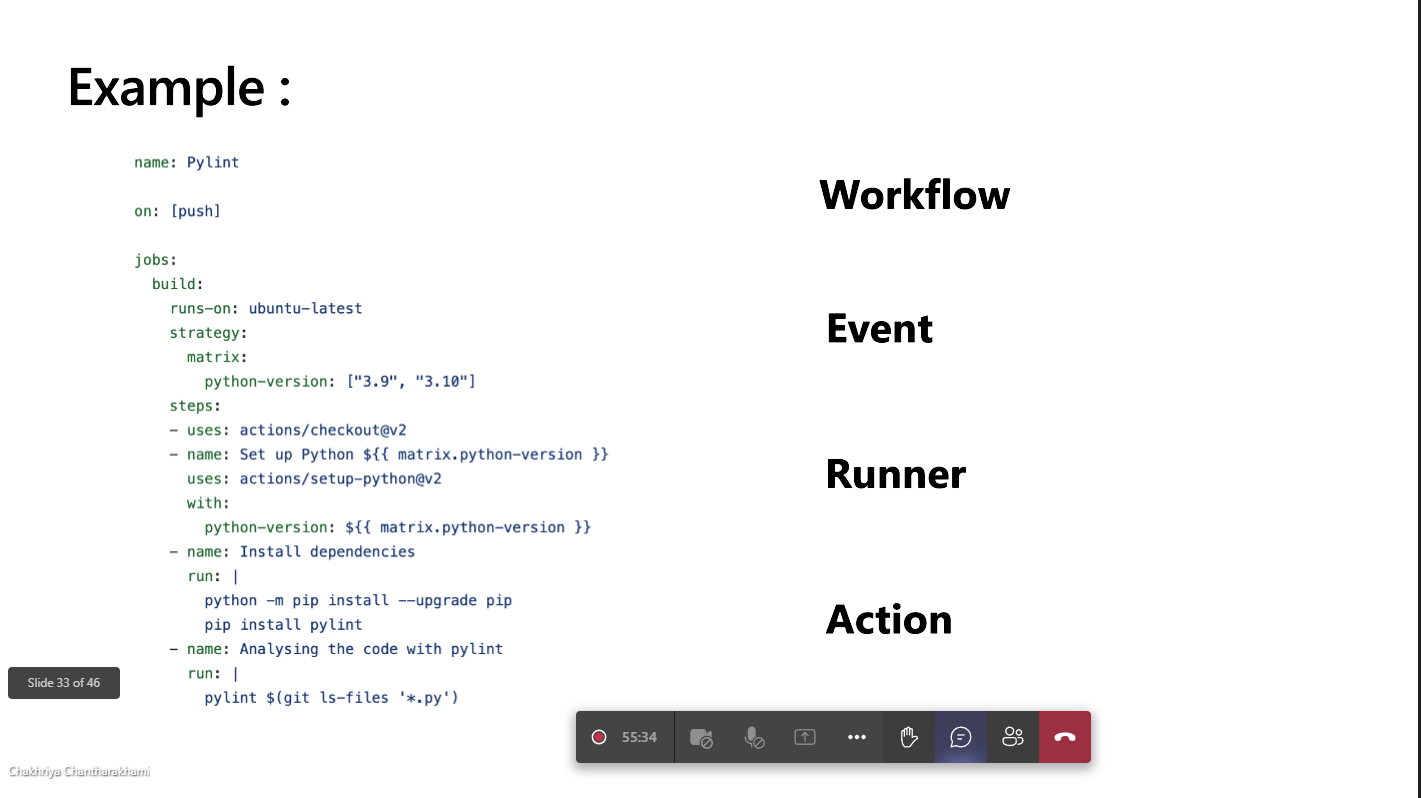 Example :
name: Pylint
on: [push]
jobs:
  build:
    runs-on: ubuntu-latest
    strategy:
      matrix:
        python-version: ["3.9", "3.10"]
    steps:
    - uses: actions/checkout@v2
    - name: Set up Python ${{ matrix.python-version }}
      uses: actions/setup-python@v2
      with:
        python-version: ${{ matrix.python-version }}
    - name: Install dependencies
      run: |
        python -m pip install --upgrade pip
        pip install pylint
    - name: Analysing the code with pylint
      run: |
        pylint $(git ls-files '*.py')
Workflow
Event
Runner
Action
Slide 33 of 46
55:34
Chakhriya Chantharakhami